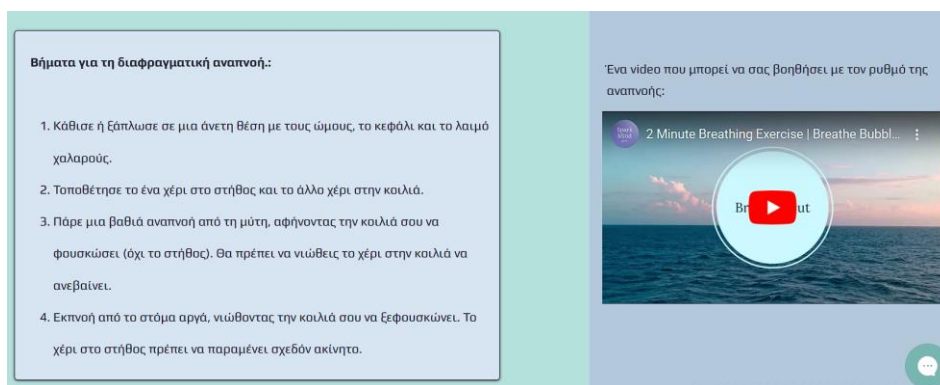 Βήματα για τη διαφραγματική αναπνοή.:
1. Κάθισε ή ξάπλωσε σε μια άνετη θέση με τους ώμους, το κεφάλι και το λαιμό
χαλαρούς.
2. Τοποθέτησε το ένα χέρι στο στήθος και το άλλο χέρι στην κοιλιά.
3. Πάρε μια βαθιά αναπνοή από τη μύτη, αφήνοντας την κοιλιά σου να
φουσκώσει (όχι το στήθος). Θα πρέπει να νιώθεις το χέρι στην κοιλιά να
ανεβαίνει.
4. Εκπνοή από το στόμα αργά, νιώθοντας την κοιλιά σου να ξεφουσκώνει. Το
χέρι στο στήθος πρέπει να παραμένει σχεδόν ακίνητο.
Ένα video που μπορεί να σας βοηθήσει με τον ρυθμό της
αναπνοής:
2 Minute Breathing Exercise | Breathe Bubbl...
Br ut